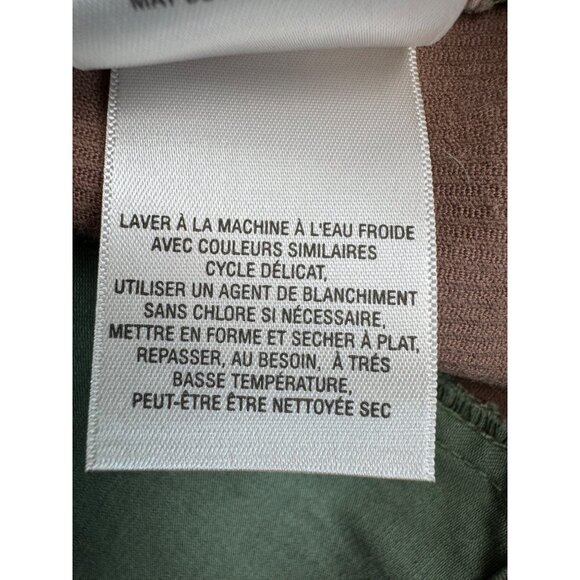 LAVER À LA MACHINE À L'EAU FROIDE
AVEC COULEURS SIMILAIRES
CYCLE DÉLICAT,
UTILISER UN AGENT DE BLANCHIMENT
SANS CHLORE SI NÉCESSAIRE,
METTRE EN FORME ET SECHER À PLAT,
REPASSER, AU BESOIN, À TRÉS
BASSE TEMPÉRATURE,
PEUT-ÊTRE ÊTRE NETTOYÉE SEC